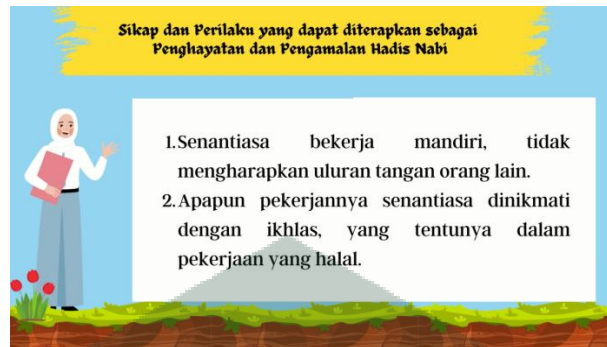 Sikap dan Perilaku yang dapat diterapkan sebagai
Penghayatan dan Pengamalan Hadis Nabi
1. Senantiasa bekerja mandiri, tidak
mengharapkan uluran tangan orang lain.
2. Apapun pekerjannya senantiasa dinikmati
dengan ikhlas, yang tentunya dalam
pekerjaan yang halal.